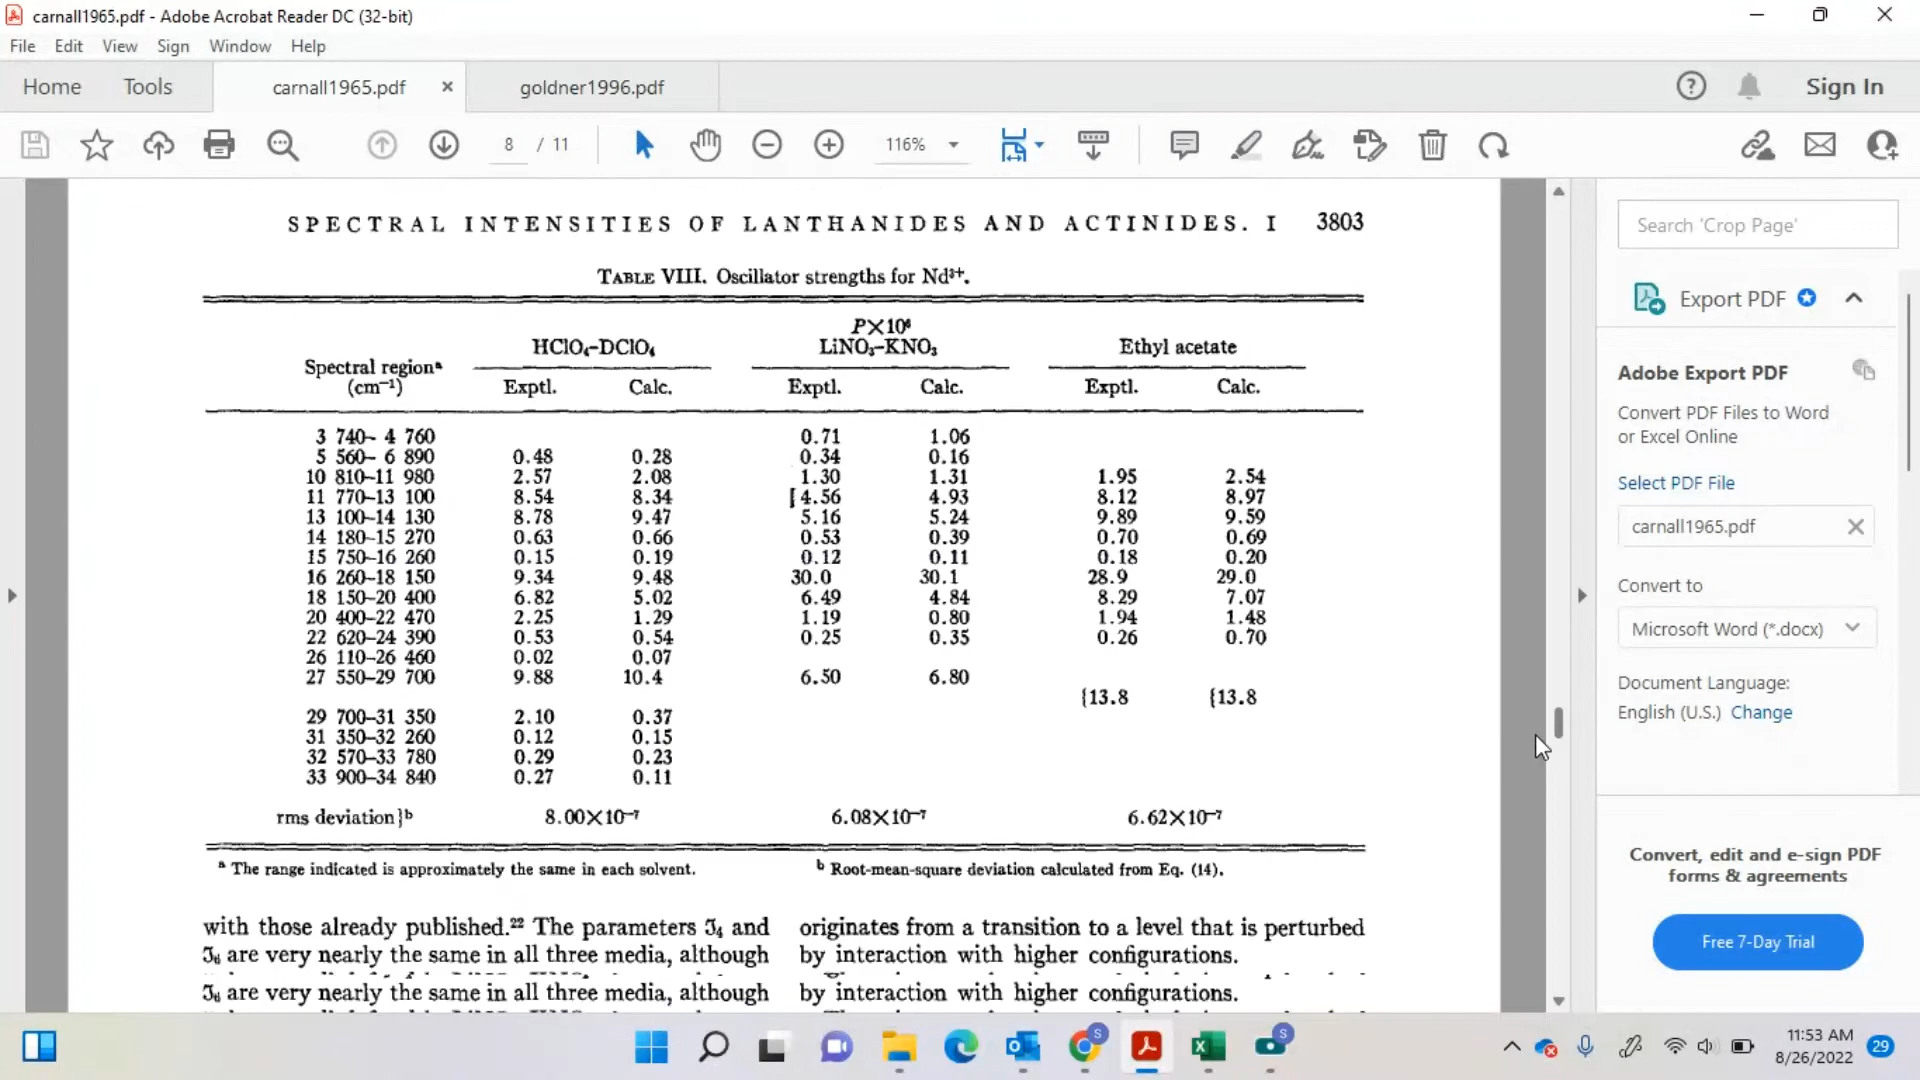 carnall1965.pdf - Adobe Acrobat Reader DC (32-bit)
File Edit View Sign Window Help
Home Tools carnall1965.pdf × goldner1996.pdf Sign In
8 / 11 116%
SPECTRAL INTENSITIES OF LANTHANIDES AND ACTINIDES. I 3803
TABLE VIII. Oscillator strengths for Nd³⁺.
P×10⁶
HClO₄–DClO₄ LiNO₃–KNO₃ Ethyl acetate
Spectral regionᵃ
(cm⁻¹) Exptl. Calc. Exptl. Calc. Exptl. Calc.
3 740– 4 760 0.71 1.06
5 560– 6 890 0.48 0.28 0.34 0.16
10 810–11 980 2.57 2.08 1.30 1.31 1.95 2.54
11 770–13 100 8.54 8.34 [4.56 4.93 8.12 8.97
13 100–14 130 8.78 9.47 5.16 5.24 9.89 9.59
14 180–15 270 0.63 0.66 0.53 0.39 0.70 0.69
15 750–16 260 0.15 0.19 0.12 0.11 0.18 0.20
16 260–18 150 9.34 9.48 30.0 30.1 28.9 29.0
18 150–20 400 6.82 5.02 6.49 4.84 8.29 7.07
20 400–22 470 2.25 1.29 1.19 0.80 1.94 1.48
22 620–24 390 0.53 0.54 0.25 0.35 0.26 0.70
26 110–26 460 0.02 0.07
27 550–29 700 9.88 10.4 6.50 6.80
{13.8 {13.8
29 700–31 350 2.10 0.37
31 350–32 260 0.12 0.15
32 570–33 780 0.29 0.23
33 900–34 840 0.27 0.11
rms deviation}ᵇ 8.00×10⁻⁷ 6.08×10⁻⁷ 6.62×10⁻⁷
ᵃ The range indicated is approximately the same in each solvent.
ᵇ Root-mean-square deviation calculated from Eq. (14).
with those already published.²² The parameters ℑ₄ and
ℑ₆ are very nearly the same in all three media, although
ℑ₆ are very nearly the same in all three media, although
originates from a transition to a level that is perturbed
by interaction with higher configurations.
by interaction with higher configurations.
Search 'Crop Page'
Export PDF
Adobe Export PDF
Convert PDF Files to Word
or Excel Online
Select PDF File
carnall1965.pdf
Convert to
Microsoft Word (*.docx)
Document Language:
English (U.S.) Change
Convert, edit and e-sign PDF
forms & agreements
Free 7-Day Trial
11:53 AM
8/26/2022
29